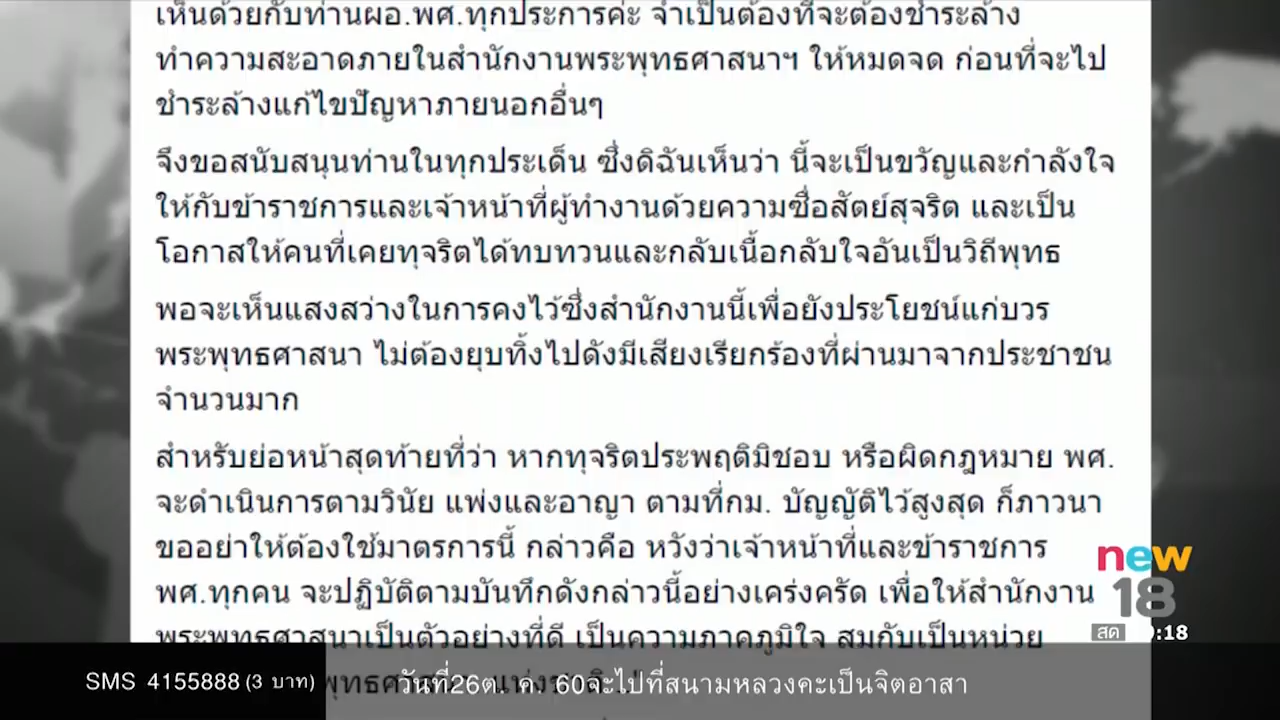 เห็นด้วยกับท่านผอ.พศ.ทุกประการค่ะ จำเป็นต้องที่จะต้องชำระล้าง
ทำความสะอาดภายในสำนักงานพระพุทธศาสนาฯ ให้หมดจด ก่อนที่จะไป
ชำระล้างแก้ไขปัญหาภายนอกอื่นๆ
จึงขอสนับสนุนท่านในทุกประเด็น ซึ่งดิฉันเห็นว่า นี้จะเป็นขวัญและกำลังใจ
ให้กับข้าราชการและเจ้าหน้าที่ผู้ทำงานด้วยความซื่อสัตย์สุจริต และเป็น
โอกาสให้คนที่เคยทุจริตได้ทบทวนและกลับเนื้อกลับใจอันเป็นวิถีพุทธ
พอจะเห็นแสงสว่างในการคงไว้ซึ่งสำนักงานนี้เพื่อยังประโยชน์แก่บวร
พระพุทธศาสนา ไม่ต้องยุบทิ้งไปดังมีเสียงเรียกร้องที่ผ่านมาจากประชาชน
จำนวนมาก
สำหรับย่อหน้าสุดท้ายที่ว่า หากทุจริตประพฤติมิชอบ หรือผิดกฎหมาย พศ.
จะดำเนินการตามวินัย แพ่งและอาญา ตามที่กม. บัญญัติไว้สูงสุด ก็ภาวนา
ขออย่าให้ต้องใช้มาตรการนี้ กล่าวคือ หวังว่าเจ้าหน้าที่และข้าราชการ
พศ.ทุกคน จะปฏิบัติตามบันทึกดังกล่าวนี้อย่างเคร่งครัด เพื่อให้สำนักงาน
พระพุทธศาสนาเป็นตัวอย่างที่ดี เป็นความภาคภูมิใจ สมกับเป็นหน่วย
new
18
สด :18
SMS 4155888 (3 บาท) วันที่26ต. ค. 60จะไปที่สนามหลวงคะเป็นจิตอาสา